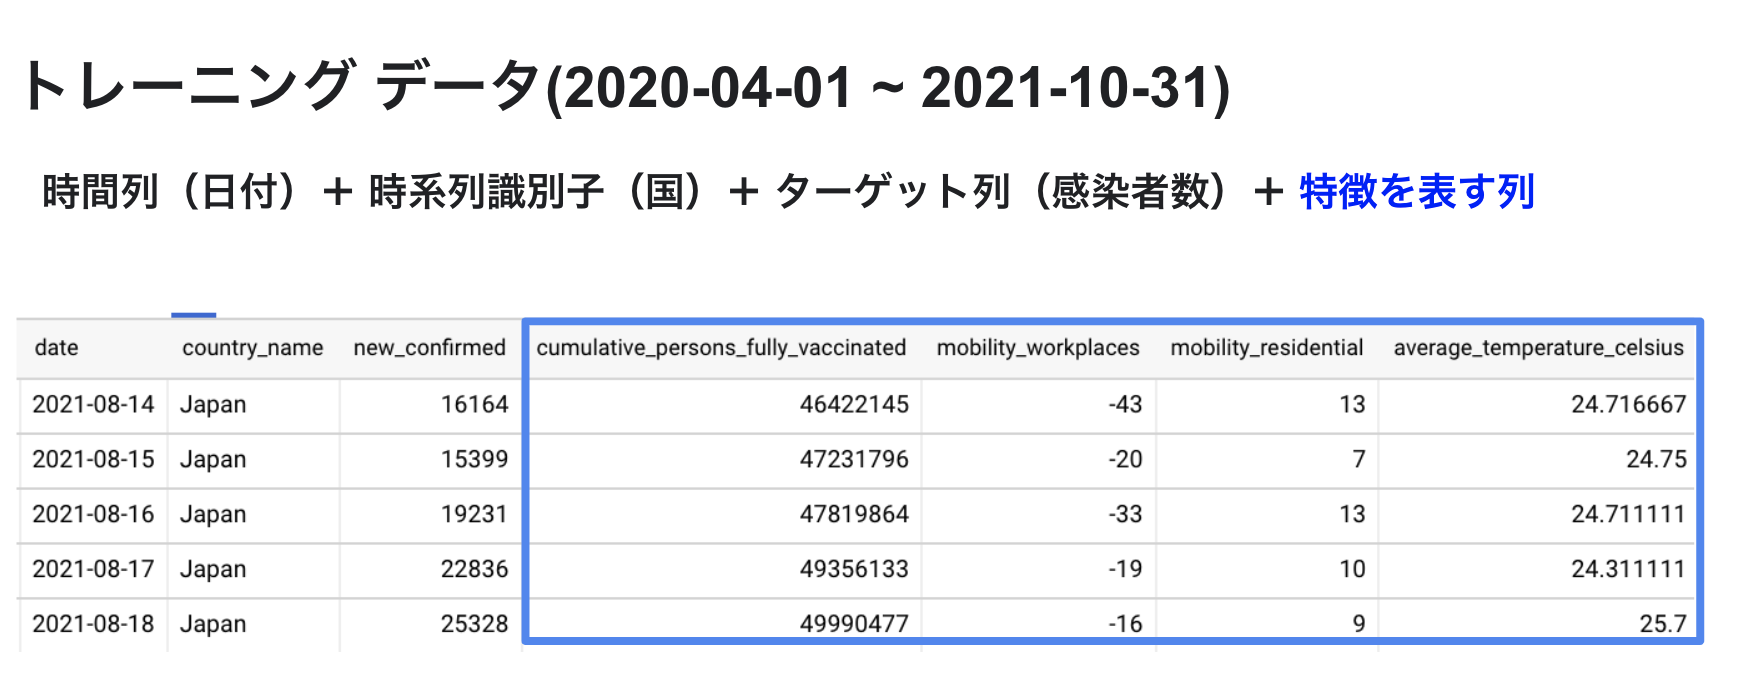 トレーニング データ(2020-04-01 ~ 2021-10-31)
時間列（日付）＋ 時系列識別子（国）＋ ターゲット列（感染者数）＋ 特徴を表す列
date country_name new_confirmed cumulative_persons_fully_vaccinated mobility_workplaces mobility_residential average_temperature_celsius
2021-08-14 Japan 16164 46422145 -43 13 24.716667
2021-08-15 Japan 15399 47231796 -20 7 24.75
2021-08-16 Japan 19231 47819864 -33 13 24.711111
2021-08-17 Japan 22836 49356133 -19 10 24.311111
2021-08-18 Japan 25328 49990477 -16 9 25.7